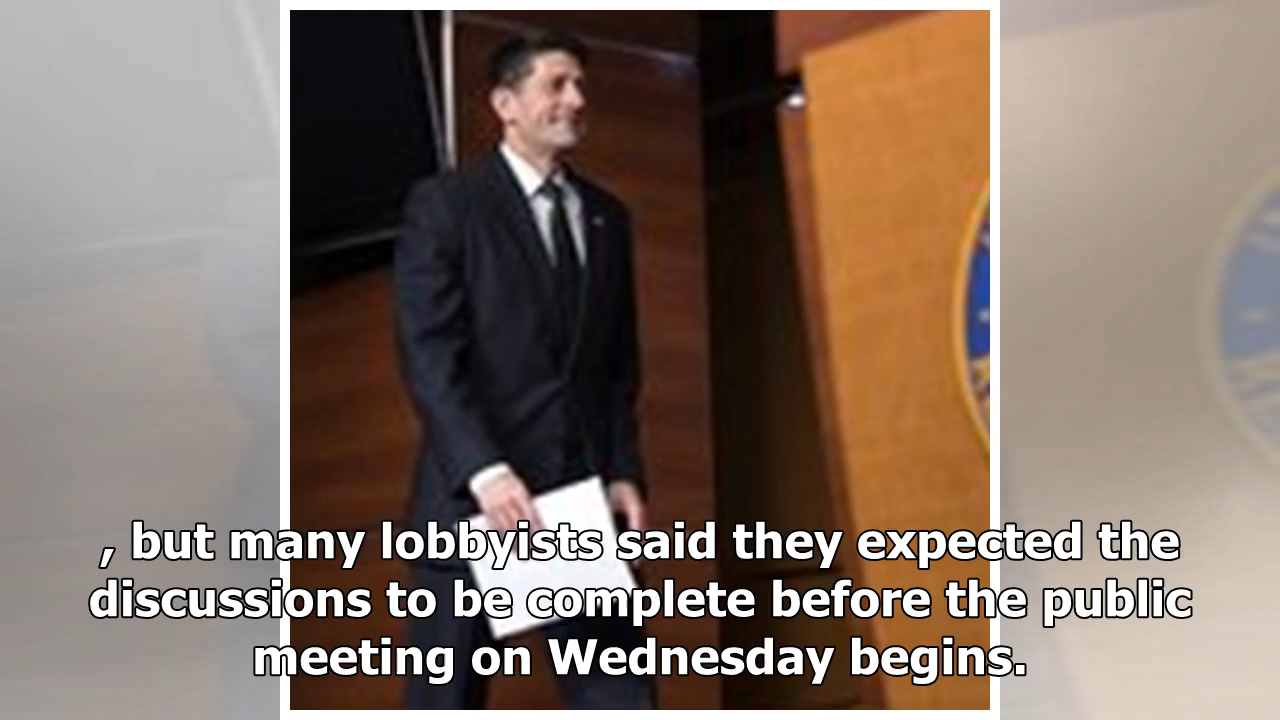 , but many lobbyists said they expected the
discussions to be complete before the public
meeting on Wednesday begins.